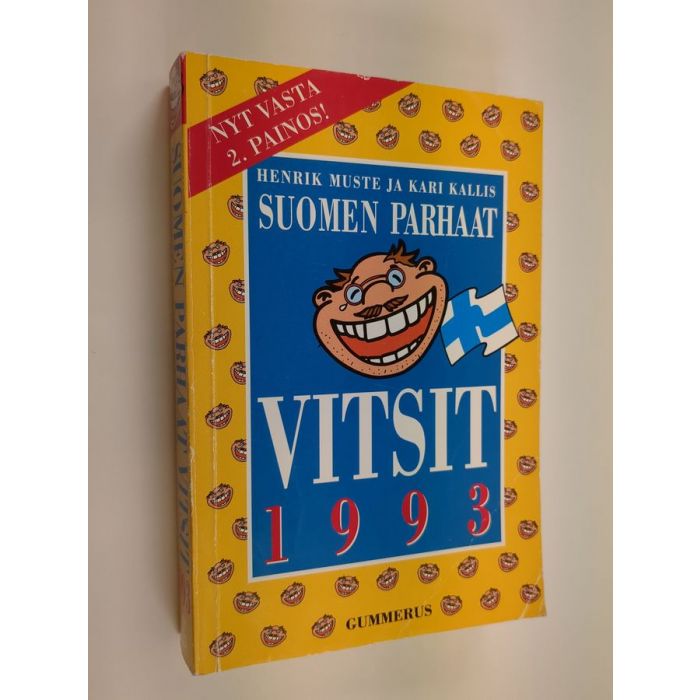 NYT VASTA
2. PAINOS!
HENRIK MUSTE JA KARI KALLIS
SUOMEN PARHAAT
VITSIT
1993
GUMMERUS
SUOMEN PARHAAT VITSIT